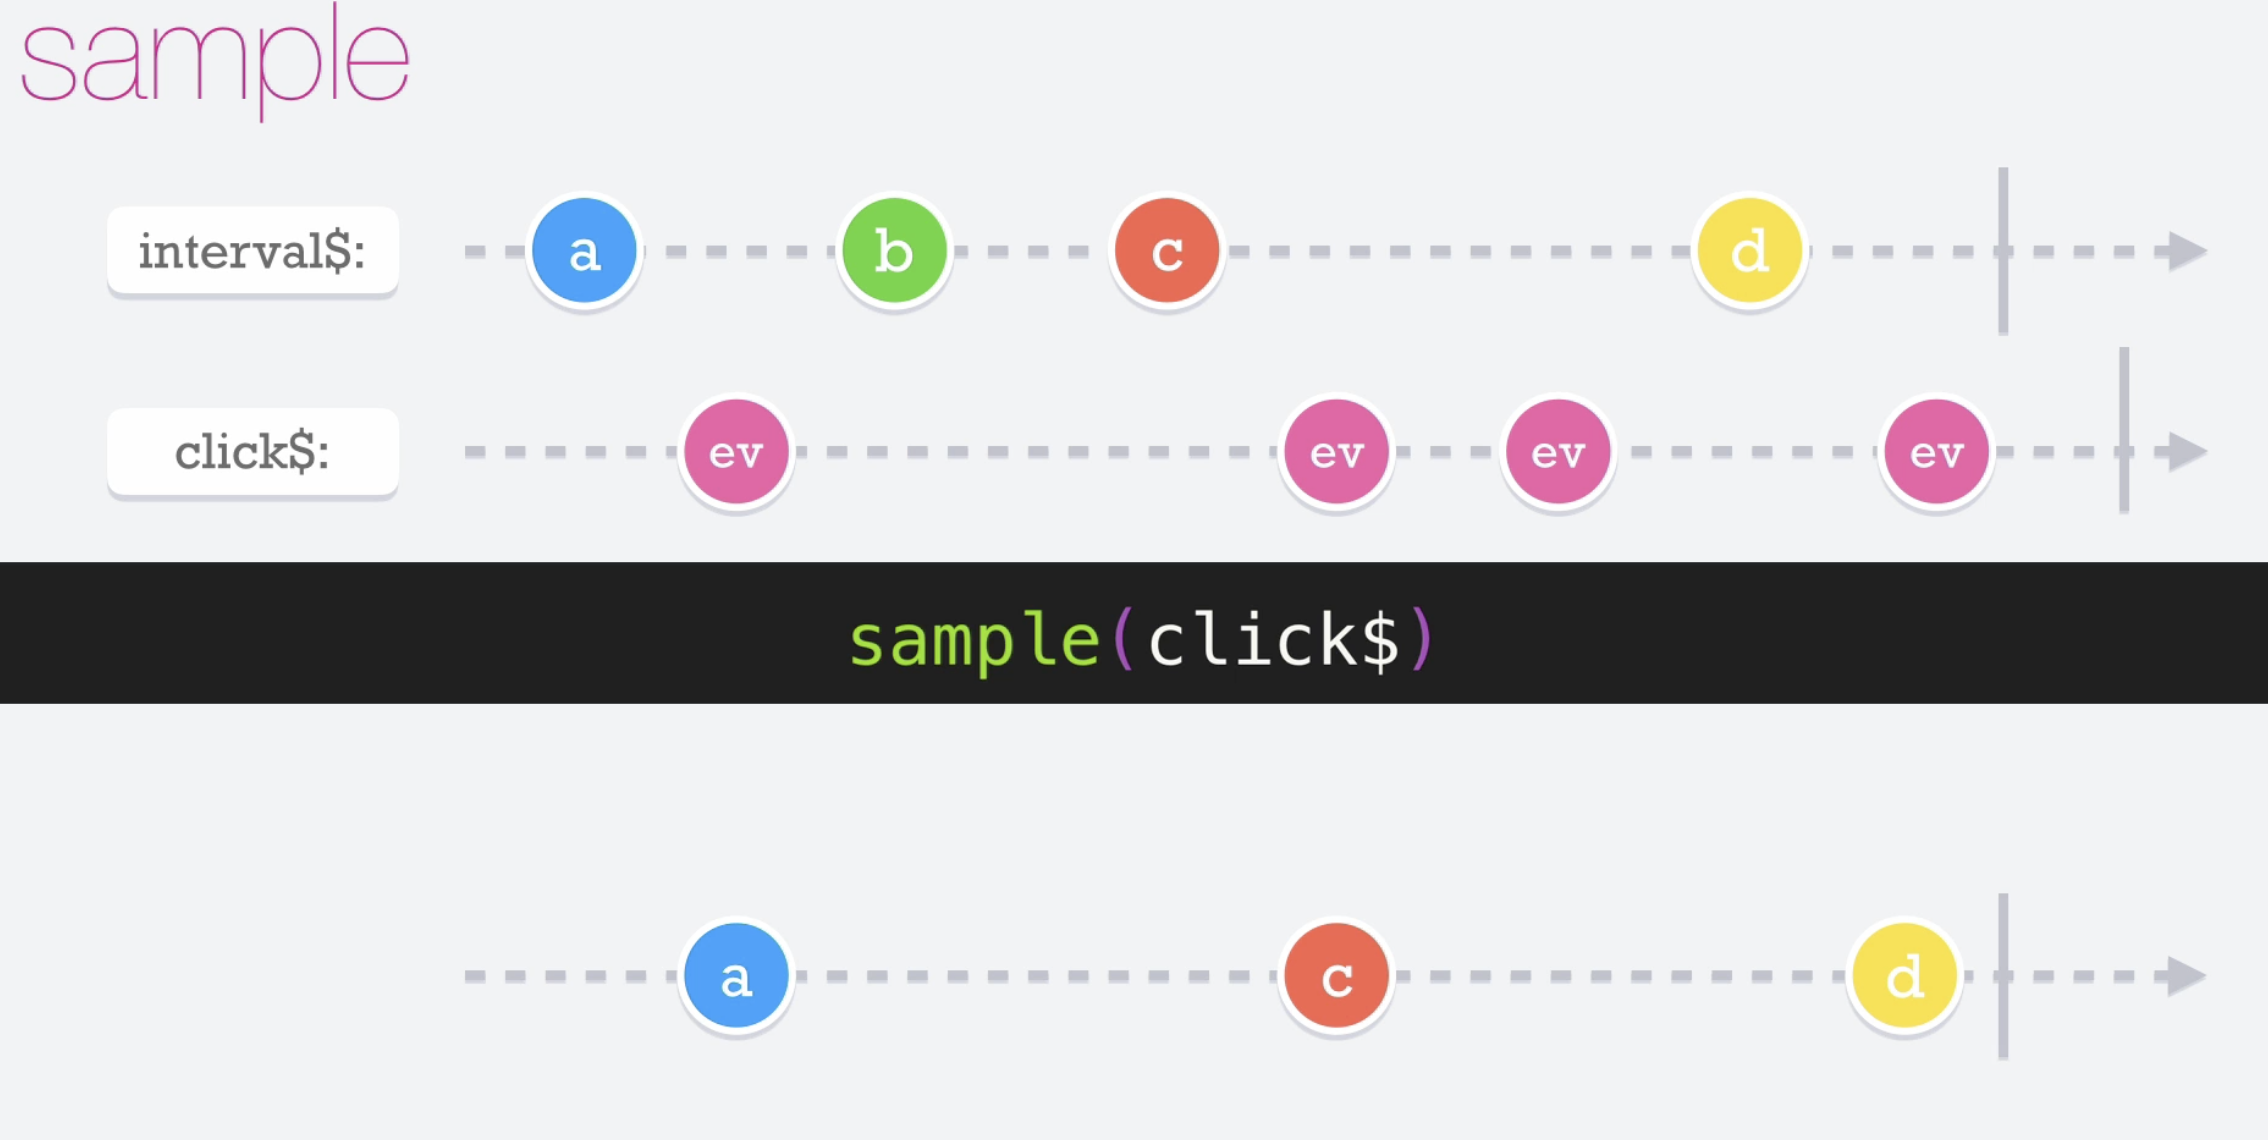 sample
interval$: a b c d
click$: ev ev ev ev
sample(click$)
a c d